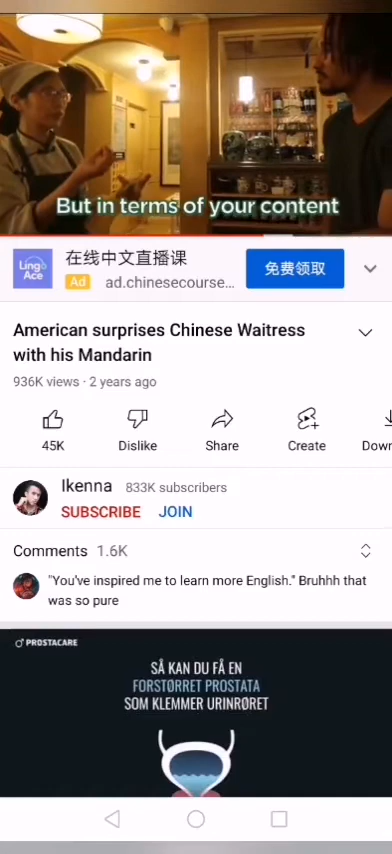 But in terms of your content
Lingo
Ace
在线中文直播课
Ad ad.chinesecourse...
免费领取
American surprises Chinese Waitress
with his Mandarin
936K views · 2 years ago
45K
Dislike
Share
Create
Down
Ikenna 833K subscribers
SUBSCRIBE JOIN
Comments 1.6K
"You've inspired me to learn more English." Bruhhh that
was so pure
PROSTACARE
SÅ KAN DU FÅ EN
FORSTØRRET PROSTATA
SOM KLEMMER URINRØRET